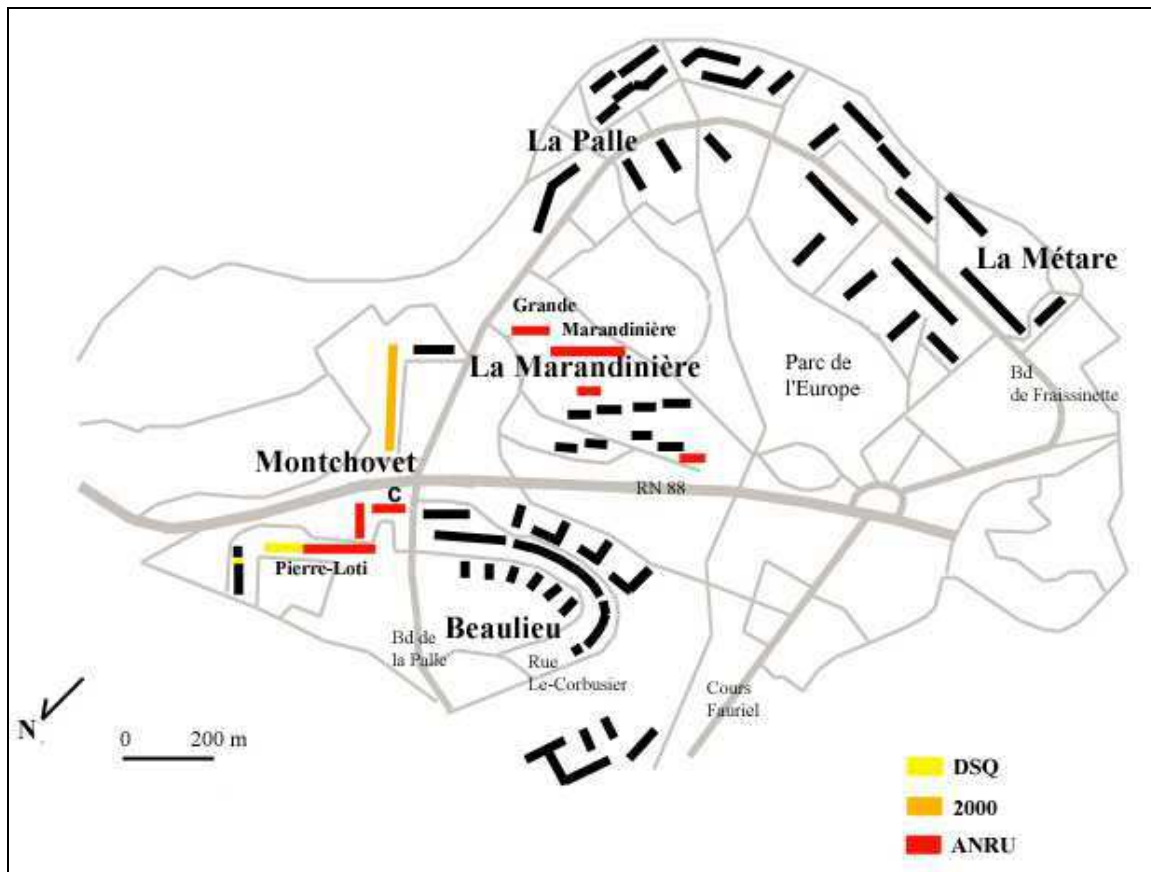 La Palle
La Métare
Grande
Marandinière
La Marandinière
Parc de
l'Europe
Bd
de Fraissinette
Montchovet
C
RN 88
Pierre-Loti
Beaulieu
Bd de
la Palle
Rue
Le-Corbusier
Cours
Fauriel
N
0 200 m
DSQ
2000
ANRU